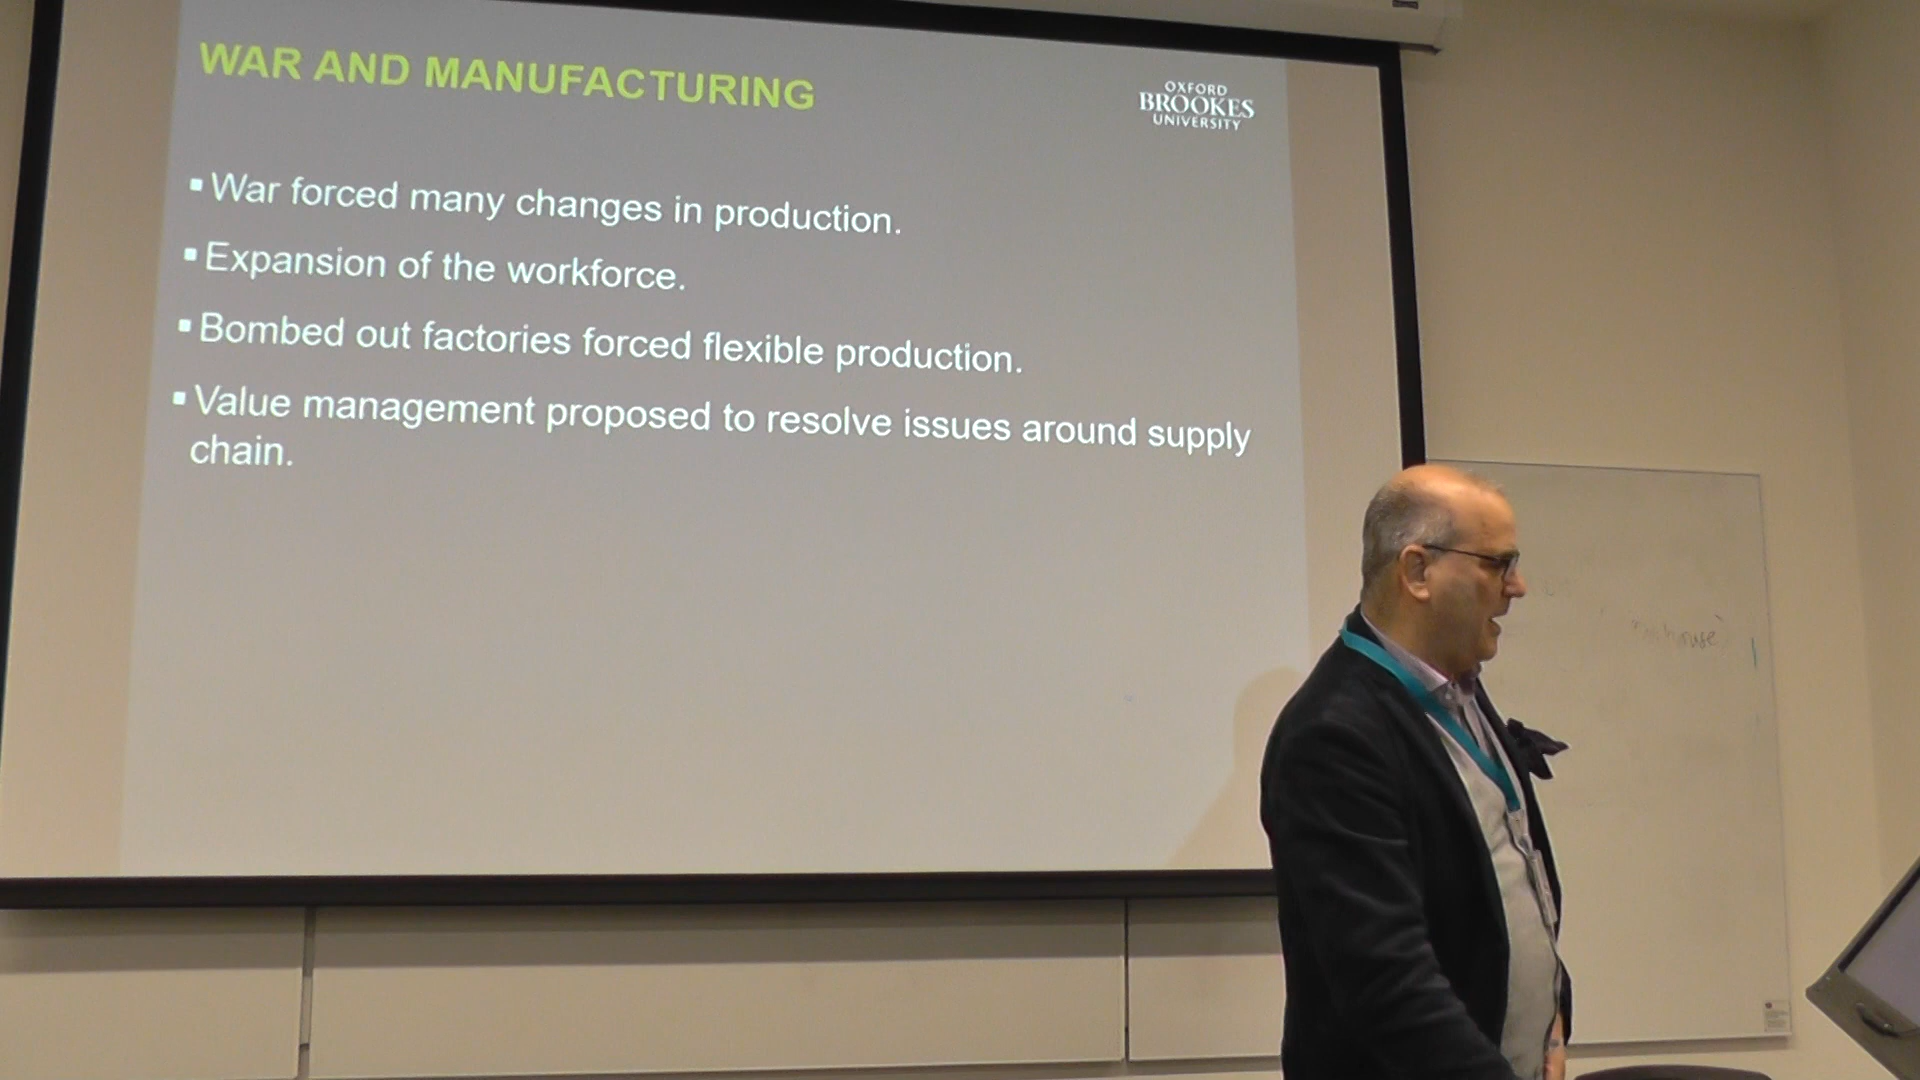 WAR AND MANUFACTURING
OXFORD
BROOKES
UNIVERSITY
▪ War forced many changes in production.
▪ Expansion of the workforce.
▪ Bombed out factories forced flexible production.
▪ Value management proposed to resolve issues around supply
chain.